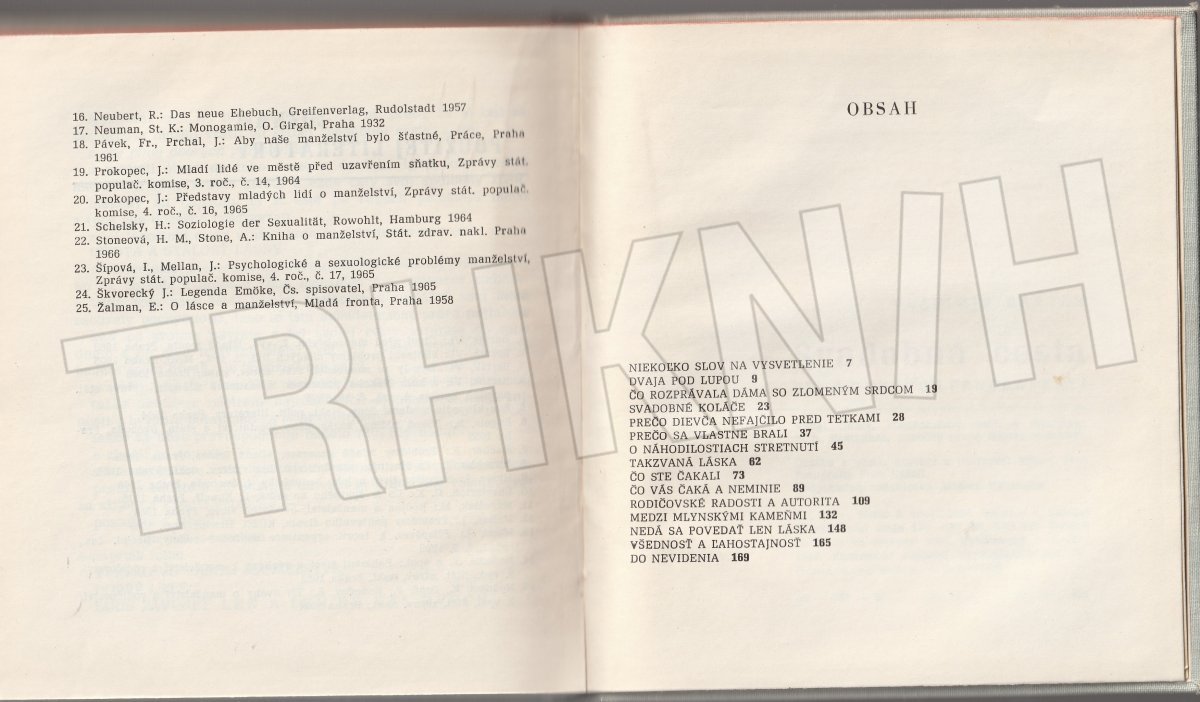 16. Neubert, R.: Das neue Ehebuch, Greifenverlag, Rudolstadt 1957
17. Neuman, St. K.: Monogamie, O. Girgal, Praha 1932
18. Pávek, Fr., Prchal, J.: Aby naše manželství bylo šťastné, Práce, Praha
1961
19. Prokopec, J.: Mladí lidé ve městě před uzavřením sňatku, Zprávy stát.
populač. komise, 3. roč., č. 14, 1964
20. Prokopec, J.: Představy mladých lidí o manželství, Zprávy stát. populač.
komise, 4. roč., č. 16, 1965
21. Schelsky, H.: Soziologie der Sexualität, Rowohlt, Hamburg 1964
22. Stoneová, H. M., Stone, A.: Kniha o manželství, Stát. zdrav. nakl. Praha
1966
23. Šípová, I., Mellan, J.: Psychologické a sexuologické problémy manželství,
Zprávy stát. populač. komise, 4. roč., č. 17, 1965
24. Škvorecký J.: Legenda Emöke, Čs. spisovatel, Praha 1965
25. Žalman, E.: O lásce a manželství, Mladá fronta, Praha 1958
OBSAH
NIEKOĽKO SLOV NA VYSVETLENIE 7
DVAJA POD LUPOU 9
ČO ROZPRÁVALA DÁMA SO ZLOMENÝM SRDCOM 19
SVADOBNÉ KOLÁČE 23
PREČO DIEVČA NEFAJČILO PRED TETKAMI 28
PREČO SA VLASTNE BRALI 37
O NÁHODILOSTIACH STRETNUTÍ 45
TAKZVANÁ LÁSKA 62
ČO STE ČAKALI 73
ČO VÁS ČAKÁ A NEMINIE 89
RODIČOVSKÉ RADOSTI A AUTORITA 109
MEDZI MLYNSKÝMI KAMEŇMI 132
NEDÁ SA POVEDAŤ LEN LÁSKA 148
VŠEDNOSŤ A ĽAHOSTAJNOSŤ 165
DO NEVIDENIA 169
TRHKNIH